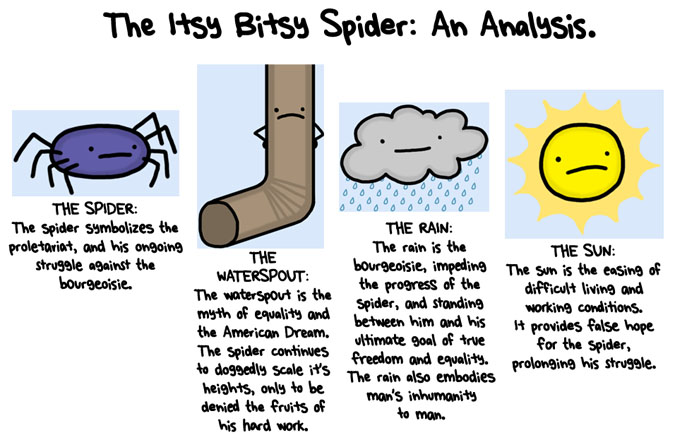 The Itsy Bitsy Spider: An Analysis.
THE SPIDER:
The spider symbolizes the
proletariat, and his ongoing
struggle against the
bourgeoisie.
THE
WATERSPOUT:
The waterspout is the
myth of equality and
the American Dream.
The spider continues
to doggedly scale it's
heights, only to be
denied the fruits of
his hard work.
THE RAIN:
The rain is the
bourgeoisie, impeding
the progress of the
spider, and standing
between him and his
ultimate goal of true
freedom and equality.
The rain also embodies
man's inhumanity
to man.
THE SUN:
The sun is the easing of
difficult living and
working conditions.
It provides false hope
for the spider,
prolonging his struggle.